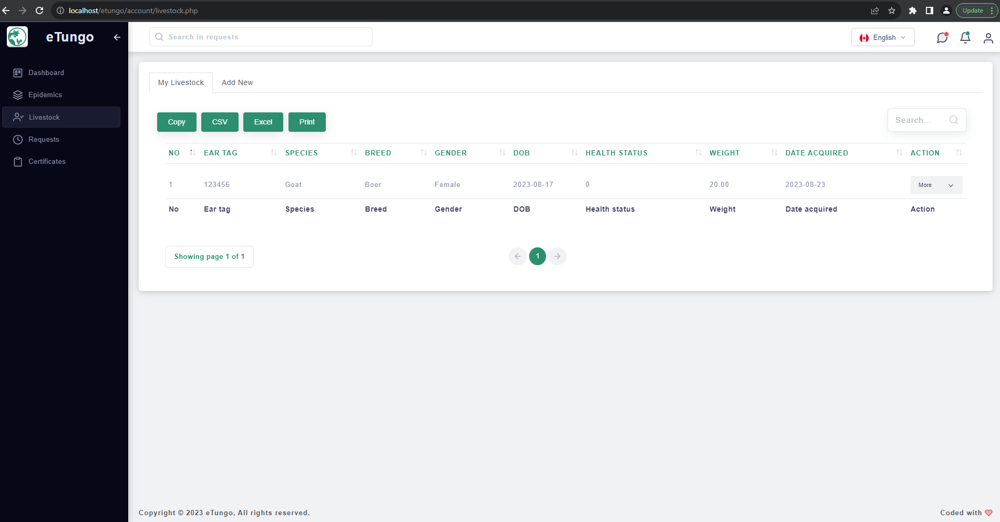 localhost/etungo/account/livestock.php
Update
eTungo
Search in requests
English
Dashboard
Epidemics
Livestock
Requests
Certificates
My Livestock
Add New
Copy
CSV
Excel
Print
Search...
NO EAR TAG SPECIES BREED GENDER DOB HEALTH STATUS WEIGHT DATE ACQUIRED ACTION
1 123456 Goat Boer Female 2023-08-17 0 20.00 2023-08-23 More
No Ear tag Species Breed Gender DOB Health status Weight Date acquired Action
Showing page 1 of 1
1
Copyright © 2023 eTungo, All rights reserved.
Coded with